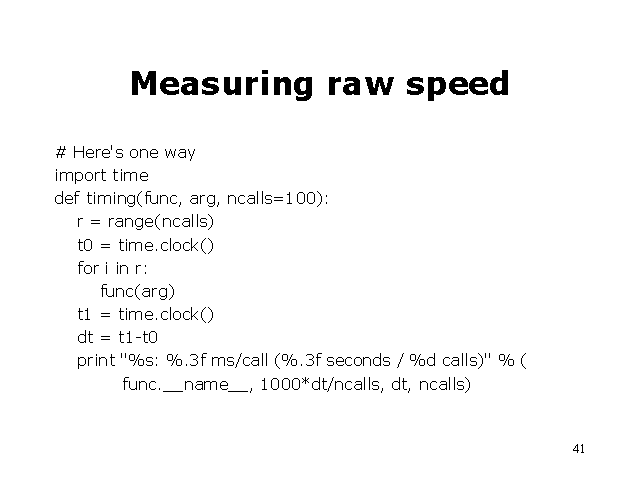 Measuring raw speed
# Here's one way
import time
def timing(func, arg, ncalls=100):
r = range(ncalls)
t0 = time.clock()
for i in r:
func(arg)
t1 = time.clock()
dt = t1-t0
print "%s: %.3f ms/call (%.3f seconds / %d calls)" % (
func.__name__, 1000*dt/ncalls, dt, ncalls)
41